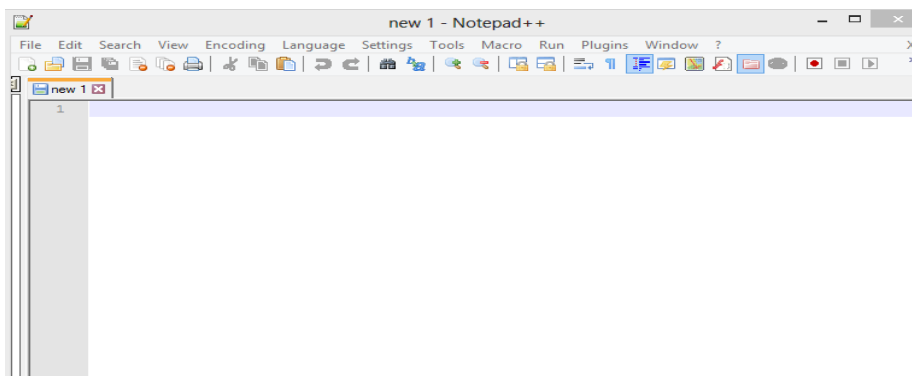 new 1 - Notepad++
File Edit Search View Encoding Language Settings Tools Macro Run Plugins Window ? X
new 1
1